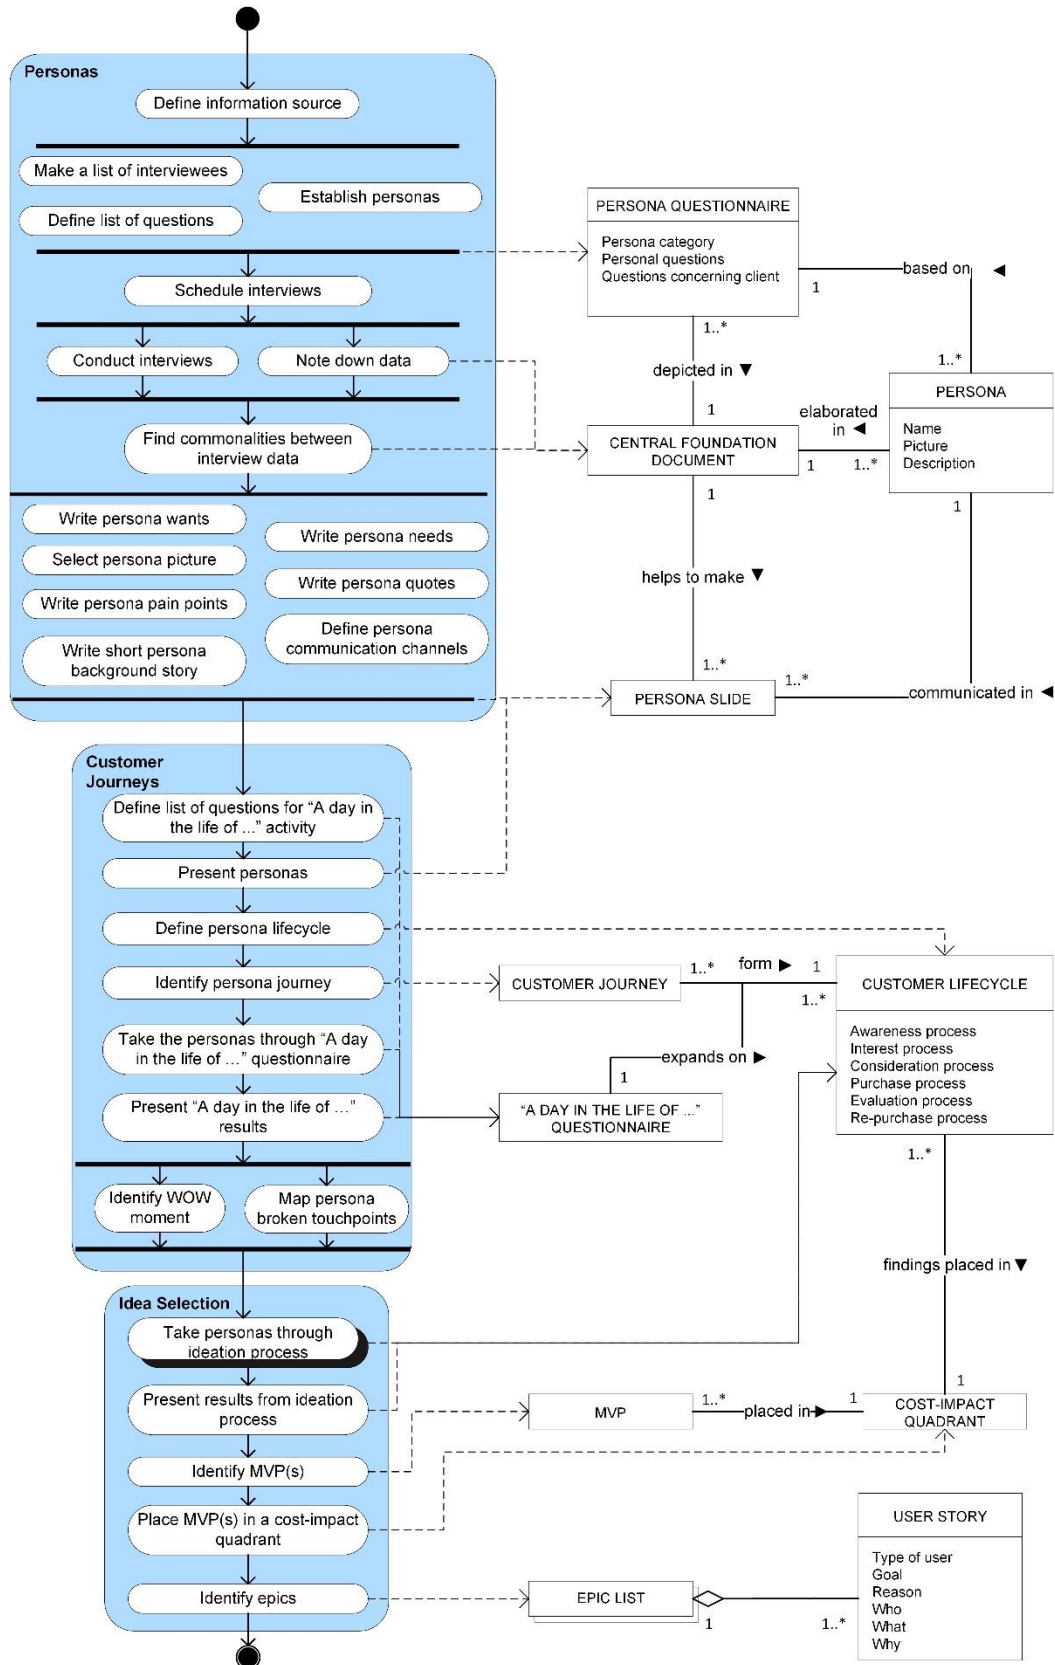 Personas
Define information source
Make a list of interviewees
Establish personas
Define list of questions
Schedule interviews
Conduct interviews
Note down data
Find commonalities between
interview data
Write persona wants
Write persona needs
Select persona picture
Write persona quotes
Write persona pain points
Define persona
communication channels
Write short persona
background story
PERSONA QUESTIONNAIRE
Persona category
Personal questions
Questions concerning client
based on ◄
1
1..*
1..*
depicted in ▼
1
PERSONA
Name
Picture
Description
elaborated
in ◄
CENTRAL FOUNDATION
DOCUMENT
1
1..*
1
1
helps to make ▼
1..*
1..*
PERSONA SLIDE
communicated in ◄
Customer
Journeys
Define list of questions for “A day in
the life of ...” activity
Present personas
Define persona lifecycle
Identify persona journey
Take the personas through “A day
in the life of …” questionnaire
Present “A day in the life of …”
results
Identify WOW
moment
Map persona
broken touchpoints
CUSTOMER JOURNEY
1..*
form ►
1
1..*
CUSTOMER LIFECYCLE
Awareness process
Interest process
Consideration process
Purchase process
Evaluation process
Re-purchase process
expands on ►
1
“A DAY IN THE LIFE OF ...”
QUESTIONNAIRE
1..*
findings placed in ▼
1
Idea Selection
Take personas through
ideation process
Present results from ideation
process
Identify MVP(s)
Place MVP(s) in a cost-impact
quadrant
Identify epics
MVP
1..*
placed in ►
1
COST-IMPACT
QUADRANT
EPIC LIST
1
1..*
USER STORY
Type of user
Goal
Reason
Who
What
Why